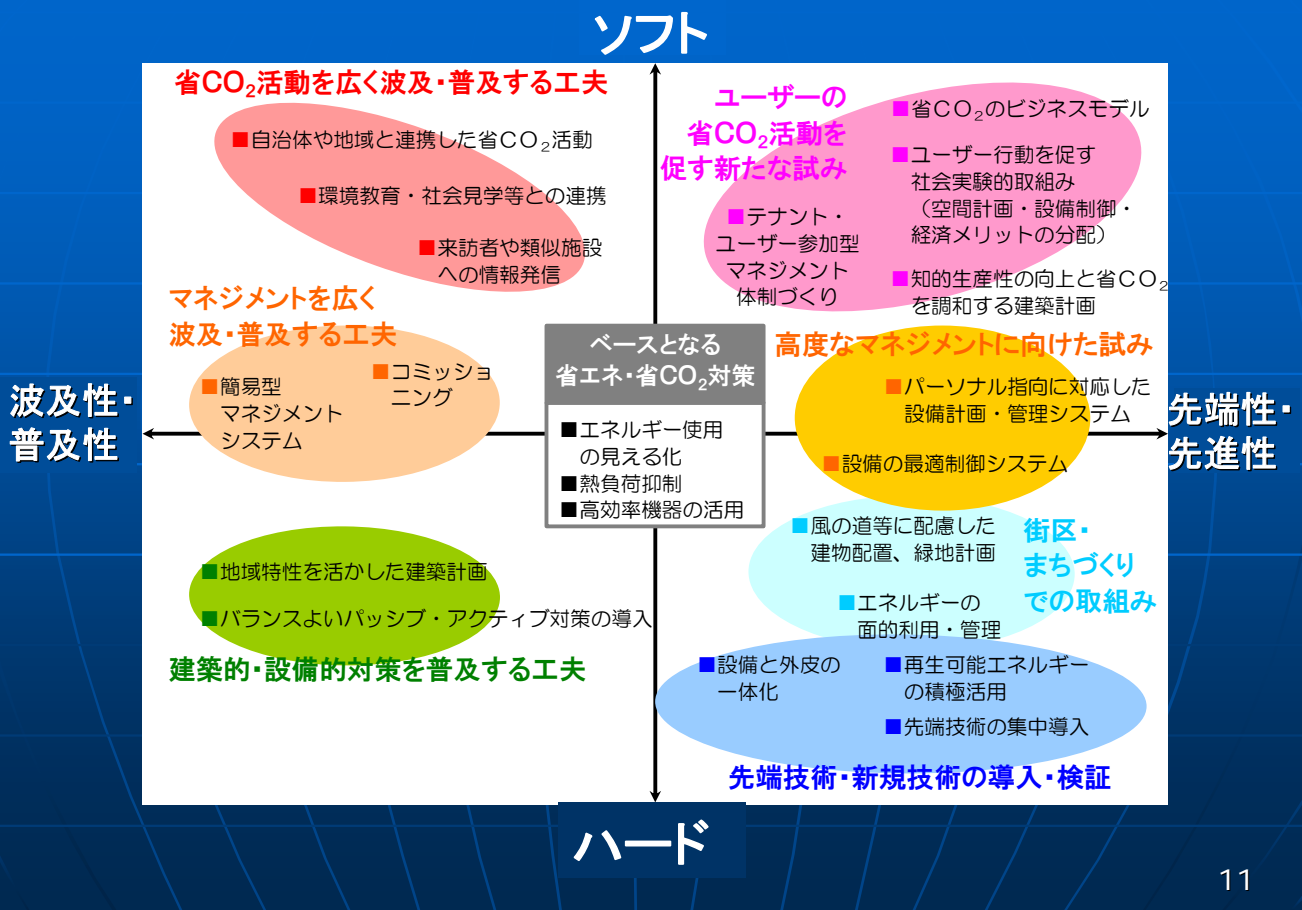 ソフト
省CO₂活動を広く波及・普及する工夫
■自治体や地域と連携した省CO₂活動
■環境教育・社会見学等との連携
■来訪者や類似施設
への情報発信
ユーザーの
省CO₂活動を
促す新たな試み
■省CO₂のビジネスモデル
■ユーザー行動を促す
社会実験的取組み
（空間計画・設備制御・
経済メリットの分配）
■テナント・
ユーザー参加型
マネジメント
体制づくり
■知的生産性の向上と省CO₂
を調和する建築計画
マネジメントを広く
波及・普及する工夫
■簡易型
マネジメント
システム
■コミッショ
ニング
ベースとなる
省エネ・省CO₂対策
■エネルギー使用
の見える化
■熱負荷抑制
■高効率機器の活用
高度なマネジメントに向けた試み
■パーソナル指向に対応した
設備計画・管理システム
■設備の最適制御システム
波及性・
普及性
先端性・
先進性
■地域特性を活かした建築計画
■バランスよいパッシブ・アクティブ対策の導入
建築的・設備的対策を普及する工夫
■風の道等に配慮した
建物配置、緑地計画
■エネルギーの
面的利用・管理
街区・
まちづくり
での取組み
■設備と外皮の
一体化
■再生可能エネルギー
の積極活用
■先端技術の集中導入
先端技術・新規技術の導入・検証
ハード
11